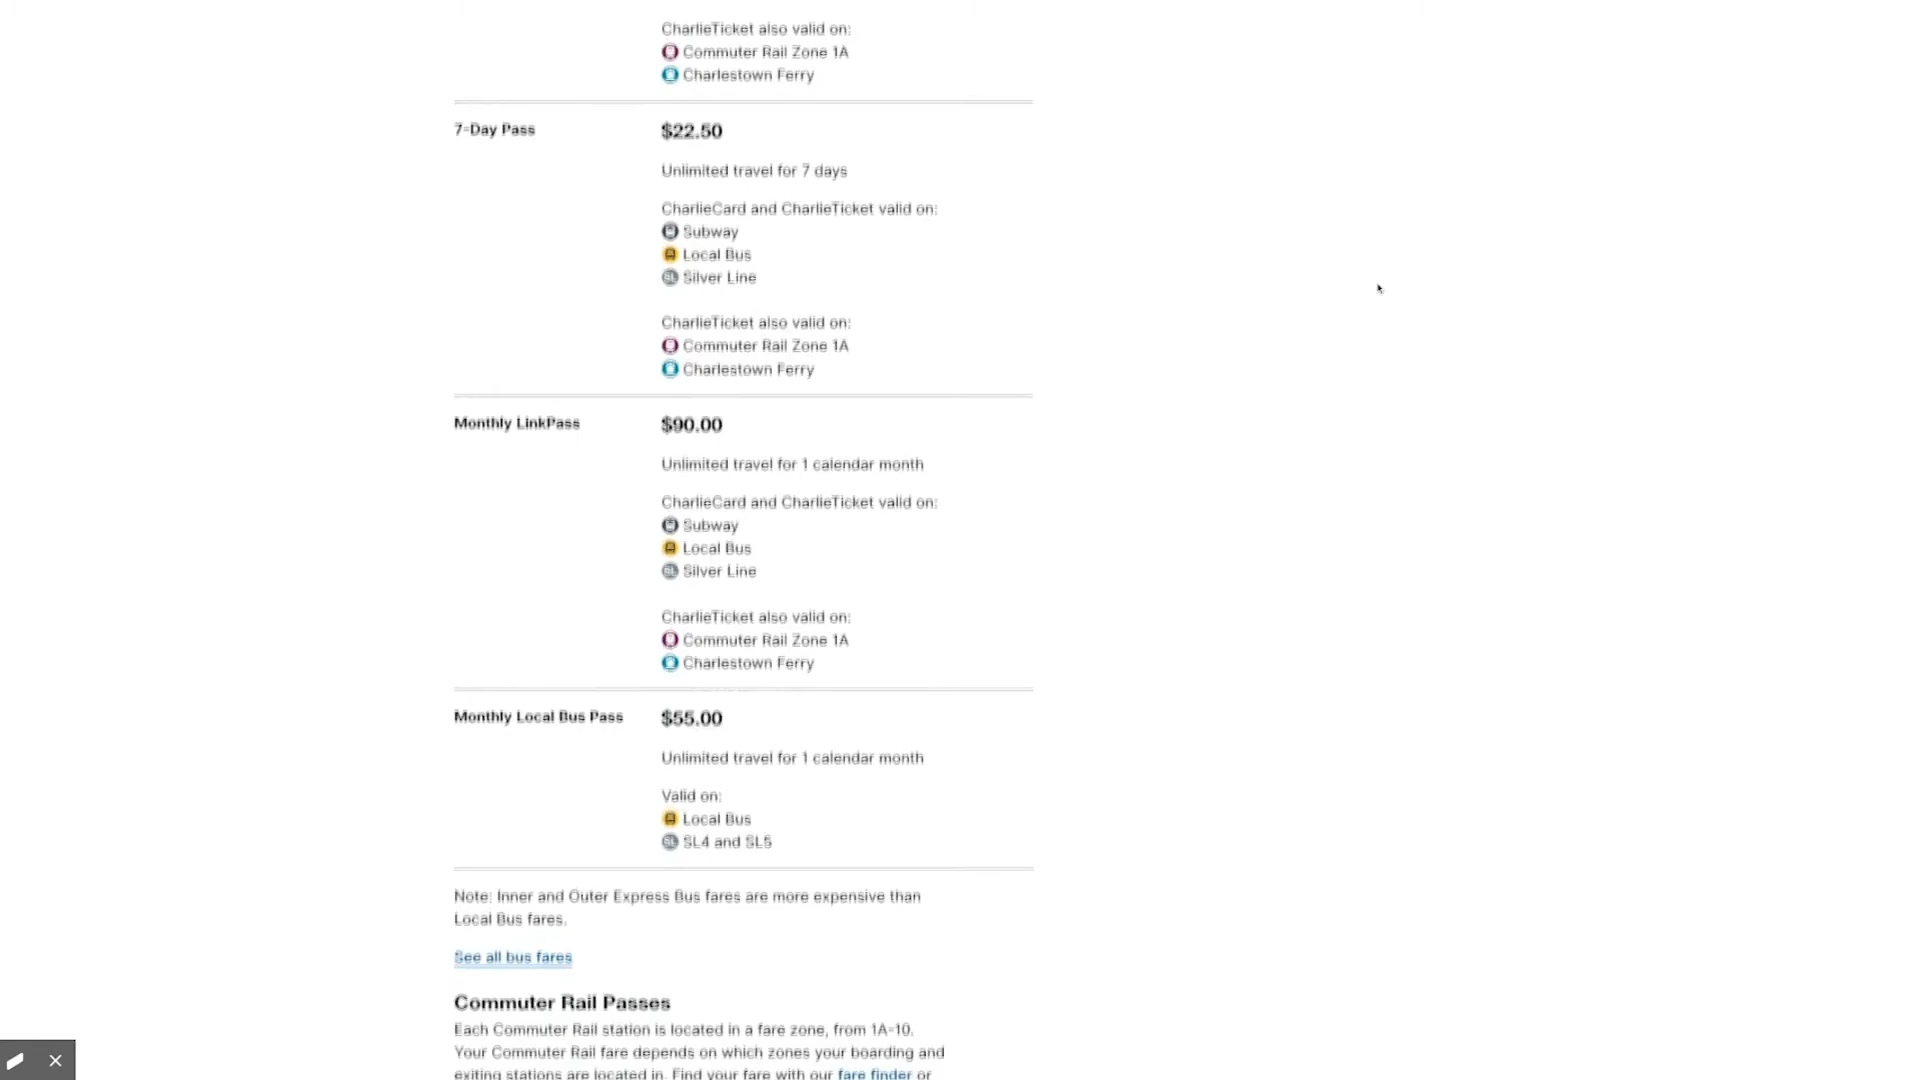 CharlieTicket also valid on:
Commuter Rail Zone 1A
Charlestown Ferry
7-Day Pass
$22.50
Unlimited travel for 7 days
CharlieCard and CharlieTicket valid on:
Subway
Local Bus
SL Silver Line
CharlieTicket also valid on:
Commuter Rail Zone 1A
Charlestown Ferry
Monthly LinkPass
$90.00
Unlimited travel for 1 calendar month
CharlieCard and CharlieTicket valid on:
Subway
Local Bus
SL Silver Line
CharlieTicket also valid on:
Commuter Rail Zone 1A
Charlestown Ferry
Monthly Local Bus Pass
$55.00
Unlimited travel for 1 calendar month
Valid on:
Local Bus
SL SL4 and SL5
Note: Inner and Outer Express Bus fares are more expensive than
Local Bus fares.
See all bus fares
Commuter Rail Passes
Each Commuter Rail station is located in a fare zone, from 1A-10.
Your Commuter Rail fare depends on which zones your boarding and
exiting stations are located in. Find your fare with our fare finder or